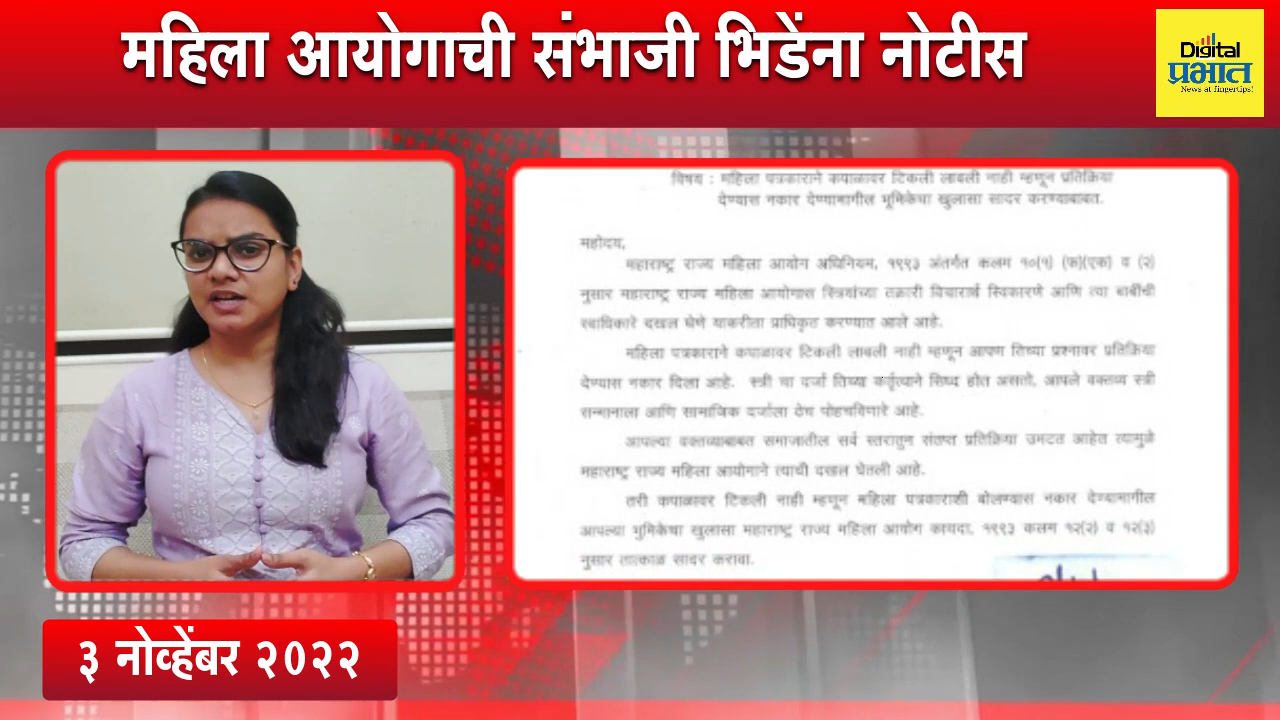 महिला आयोगाची संभाजी भिडेंना नोटीस
Digital
प्रभात
News at fingertips!
विषय : महिला पत्रकाराने कपाळावर टिकली लावली नाही म्हणून प्रतिक्रिया
देण्यास नकार देण्यामागील भूमिकेचा खुलासा सादर करण्याबाबत.
महोदय,
महाराष्ट्र राज्य महिला आयोग अधिनियम, १९९३ अंतर्गत कलम १०(१) (फ)(एक) व (२)
नुसार महाराष्ट्र राज्य महिला आयोगास स्त्रियांच्या तक्रारी विचारार्थ स्विकारणे आणि त्या बाबींची
स्वाधिकारे दखल घेणे याकरीता प्राधिकृत करण्यात आले आहे.
महिला पत्रकाराने कपाळावर टिकली लावली नाही म्हणून आपण तिच्या प्रश्नावर प्रतिक्रिया
देण्यास नकार दिला आहे. स्त्री चा दर्जा तिच्या कर्तृत्वाने सिध्द होत असतो, आपले वक्तव्य स्त्री
सन्मानाला आणि सामाजिक दर्जाला ठेच पोहचविणारे आहे.
आपल्या वक्तव्याबाबत समाजातील सर्व स्तरातुन संतप्त प्रतिक्रिया उमटत आहेत त्यामुळे
महाराष्ट्र राज्य महिला आयोगाने त्याची दखल घेतली आहे.
तरी कपाळावर टिकली नाही म्हणून महिला पत्रकाराशी बोलण्यास नकार देण्यामागील
आपल्या भुमिकेचा खुलासा महाराष्ट्र राज्य महिला आयोग कायदा, १९९३ कलम १२(२) व १२(३)
नुसार तात्काळ सादर करावा.
३ नोव्हेंबर २०२२